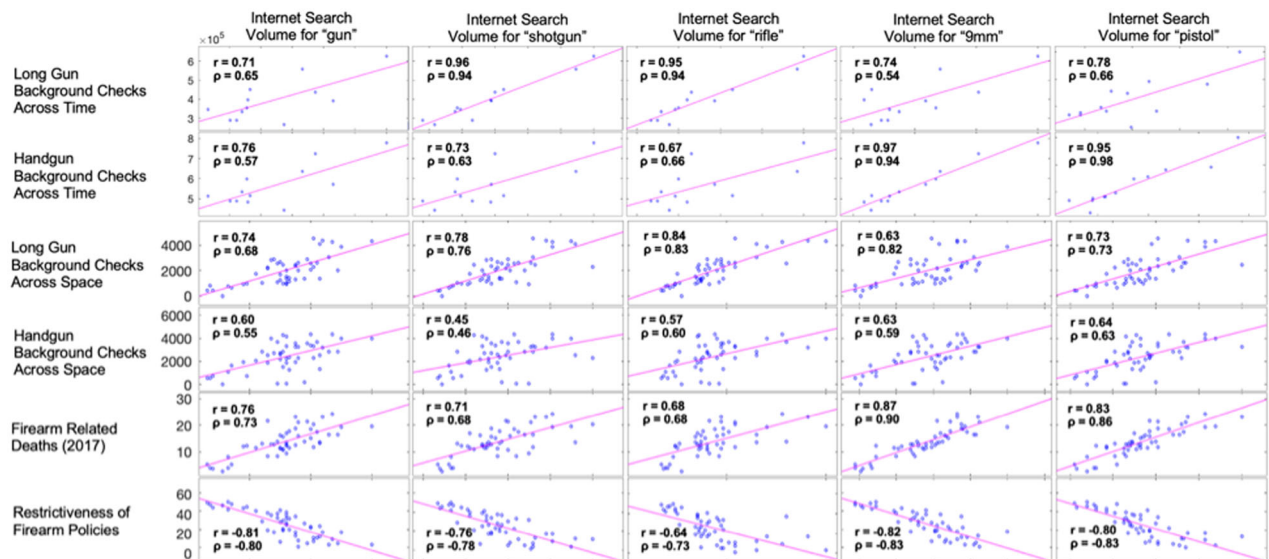 Internet Search
Volume for “gun”
Internet Search
Volume for “shotgun”
Internet Search
Volume for “rifle”
Internet Search
Volume for “9mm”
Internet Search
Volume for “pistol”
×10⁵
Long Gun
Background Checks
Across Time
6
5
4
3
r = 0.71
ρ = 0.65
r = 0.96
ρ = 0.94
r = 0.95
ρ = 0.94
r = 0.74
ρ = 0.54
r = 0.78
ρ = 0.66
Handgun
Background Checks
Across Time
8
7
6
5
r = 0.76
ρ = 0.57
r = 0.73
ρ = 0.63
r = 0.67
ρ = 0.66
r = 0.97
ρ = 0.94
r = 0.95
ρ = 0.98
Long Gun
Background Checks
Across Space
4000
2000
0
r = 0.74
ρ = 0.68
r = 0.78
ρ = 0.76
r = 0.84
ρ = 0.83
r = 0.63
ρ = 0.82
r = 0.73
ρ = 0.73
Handgun
Background Checks
Across Space
6000
4000
2000
0
r = 0.60
ρ = 0.55
r = 0.45
ρ = 0.46
r = 0.57
ρ = 0.60
r = 0.63
ρ = 0.59
r = 0.64
ρ = 0.63
Firearm Related
Deaths (2017)
30
20
10
r = 0.76
ρ = 0.73
r = 0.71
ρ = 0.68
r = 0.68
ρ = 0.68
r = 0.87
ρ = 0.90
r = 0.83
ρ = 0.86
Restrictiveness of
Firearm Policies
60
40
20
0
r = -0.81
ρ = -0.80
r = -0.76
ρ = -0.78
r = -0.64
ρ = -0.73
r = -0.82
ρ = -0.83
r = -0.80
ρ = -0.83